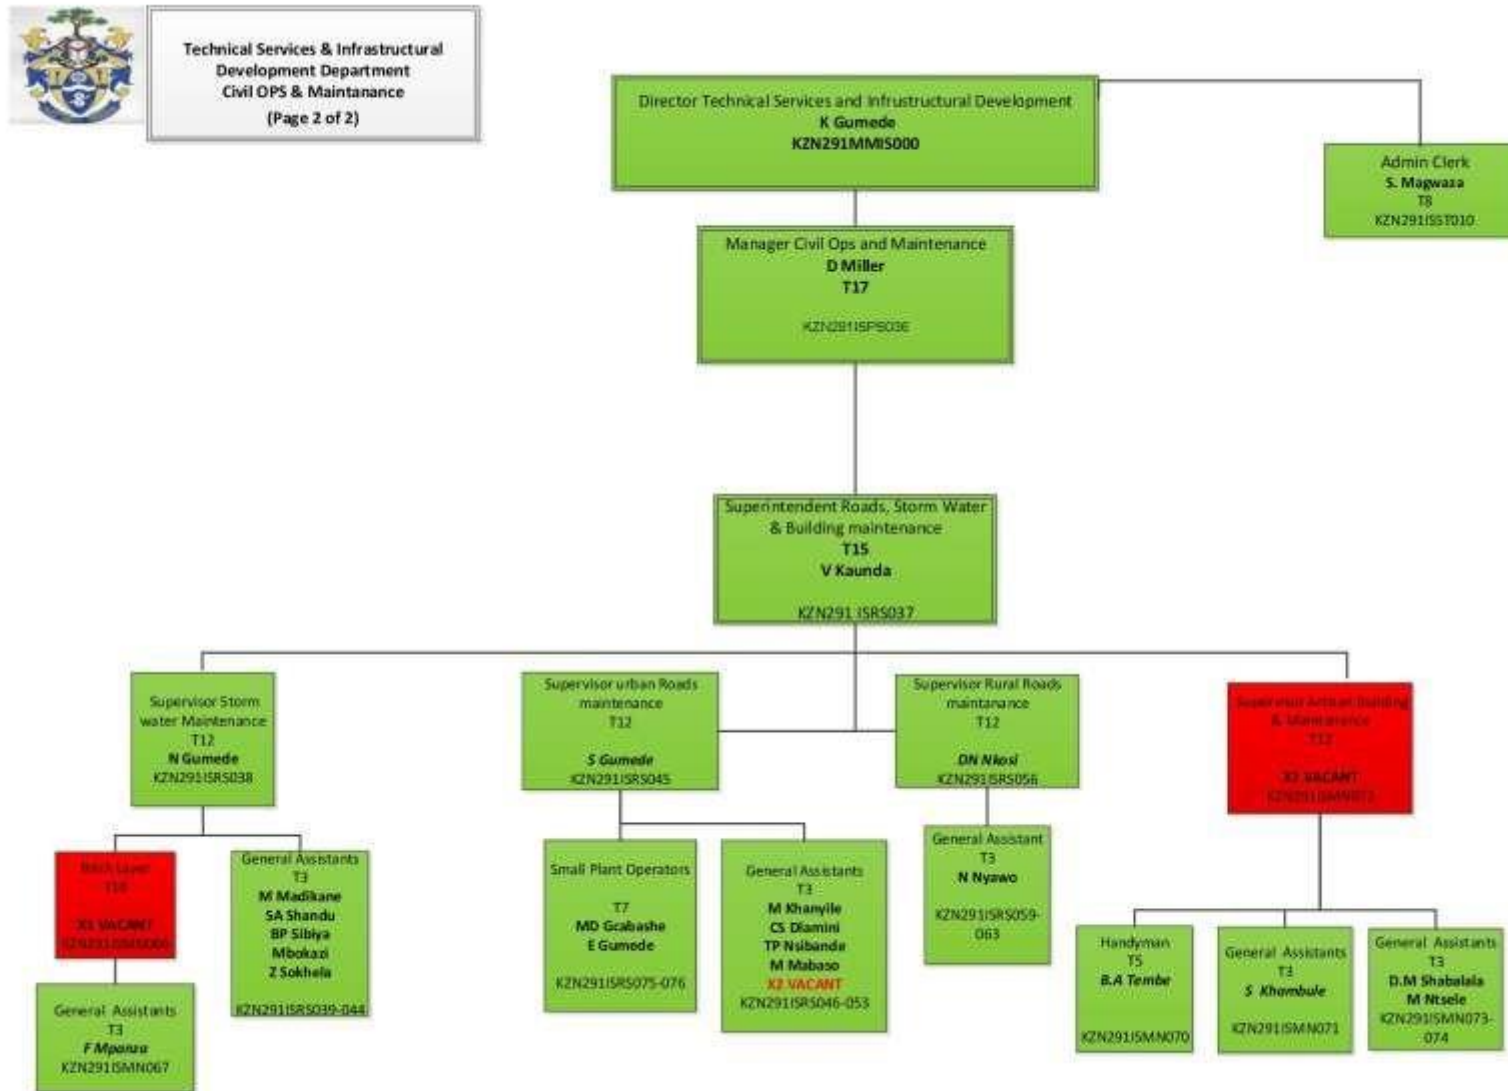 Technical Services & Infrastructural
Development Department
Civil OPS & Maintanance
(Page 2 of 2)
Director Technical Services and Infrustructural Development
K Gumede
KZN291MMIS000
Admin Clerk
S. Magwaza
T8
KZN291ISST010
Manager Civil Ops and Maintenance
D Miller
T17
KZN291ISPS036
Superintendent Roads, Storm Water
& Building maintenance
T15
V Kaunda
KZN291 ISRS037
Supervisor Storm
water Maintenance
T12
N Gumede
KZN291ISRS038
Supervisor urban Roads
maintenance
T12
S Gumede
KZN291ISRS045
Supervisor Rural Roads
maintanance
T12
DN Nkosi
KZN291ISRS056
Supervisor Artisan Building
& Maintanance
T12
X2 VACANT
T10
X1 VACANT
General Assistants
T3
M Madikane
SA Shandu
BP Sibiya
Mbokazi
Z Sokhela
KZN291ISRS039-044
Small Plant Operators
T7
MD Gcabashe
E Gumede
KZN291ISRS075-076
General Assistants
T3
M Khanyile
CS Dlamini
TP Nsibande
M Mabaso
X2 VACANT
KZN291ISRS046-053
General Assistant
T3
N Nyawo
KZN291ISRS059-
063
General Assistants
T3
F Mpanza
KZN291ISMN067
Handyman
T5
B.A Tembe
KZN291ISMN070
General Assistants
T3
S Khambule
KZN291ISMN071
General Assistants
T3
D.M Shabalala
M Ntsele
KZN291ISMN073-
074